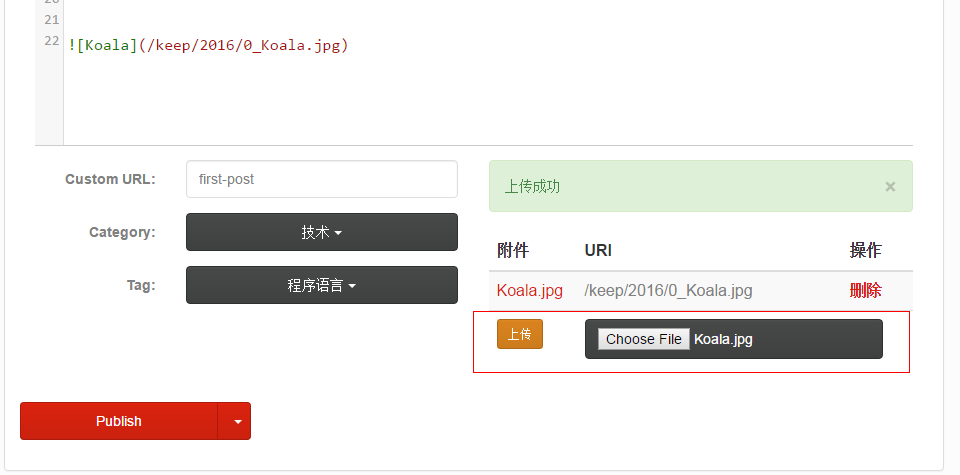 21
22 ![Koala](/keep/2016/0_Koala.jpg)
Custom URL: first-post
Category: 技术
Tag: 程序语言
上传成功 ×
附件 URI 操作
Koala.jpg /keep/2016/0_Koala.jpg 删除
上传 Choose File Koala.jpg
Publish